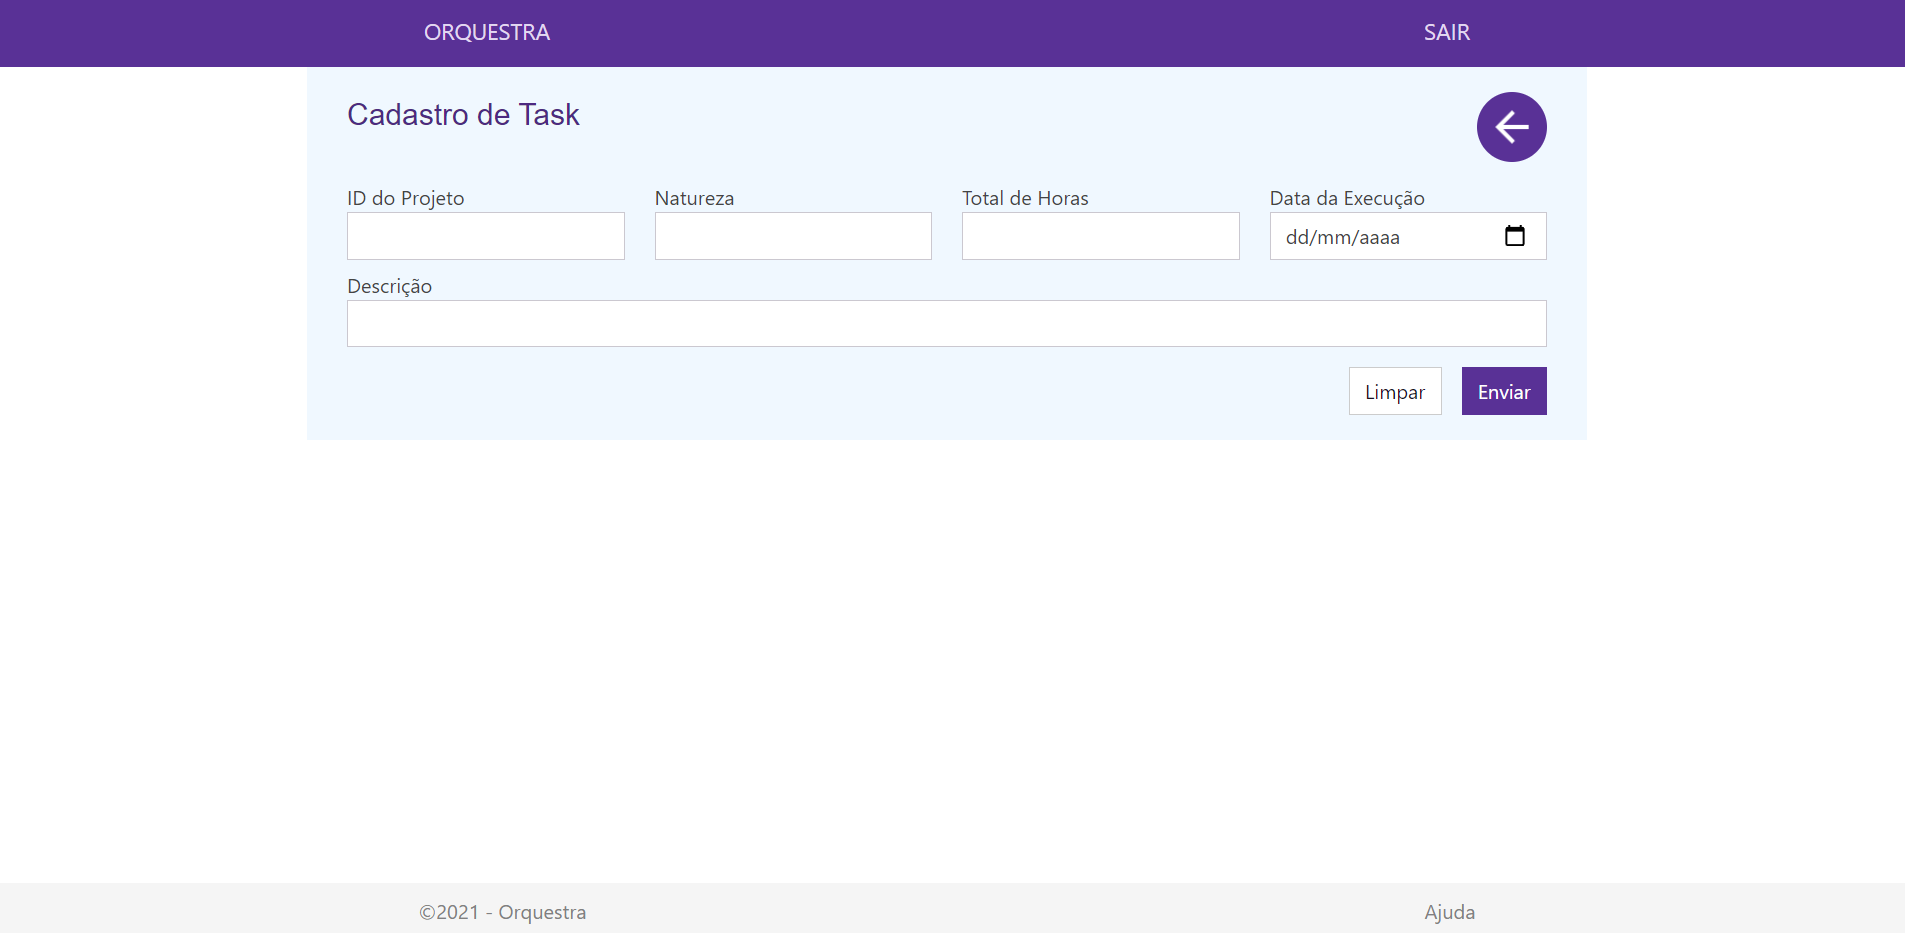 ORQUESTRA SAIR
Cadastro de Task
ID do Projeto Natureza Total de Horas Data da Execução
dd/mm/aaaa
Descrição
Limpar Enviar
©2021 - Orquestra Ajuda